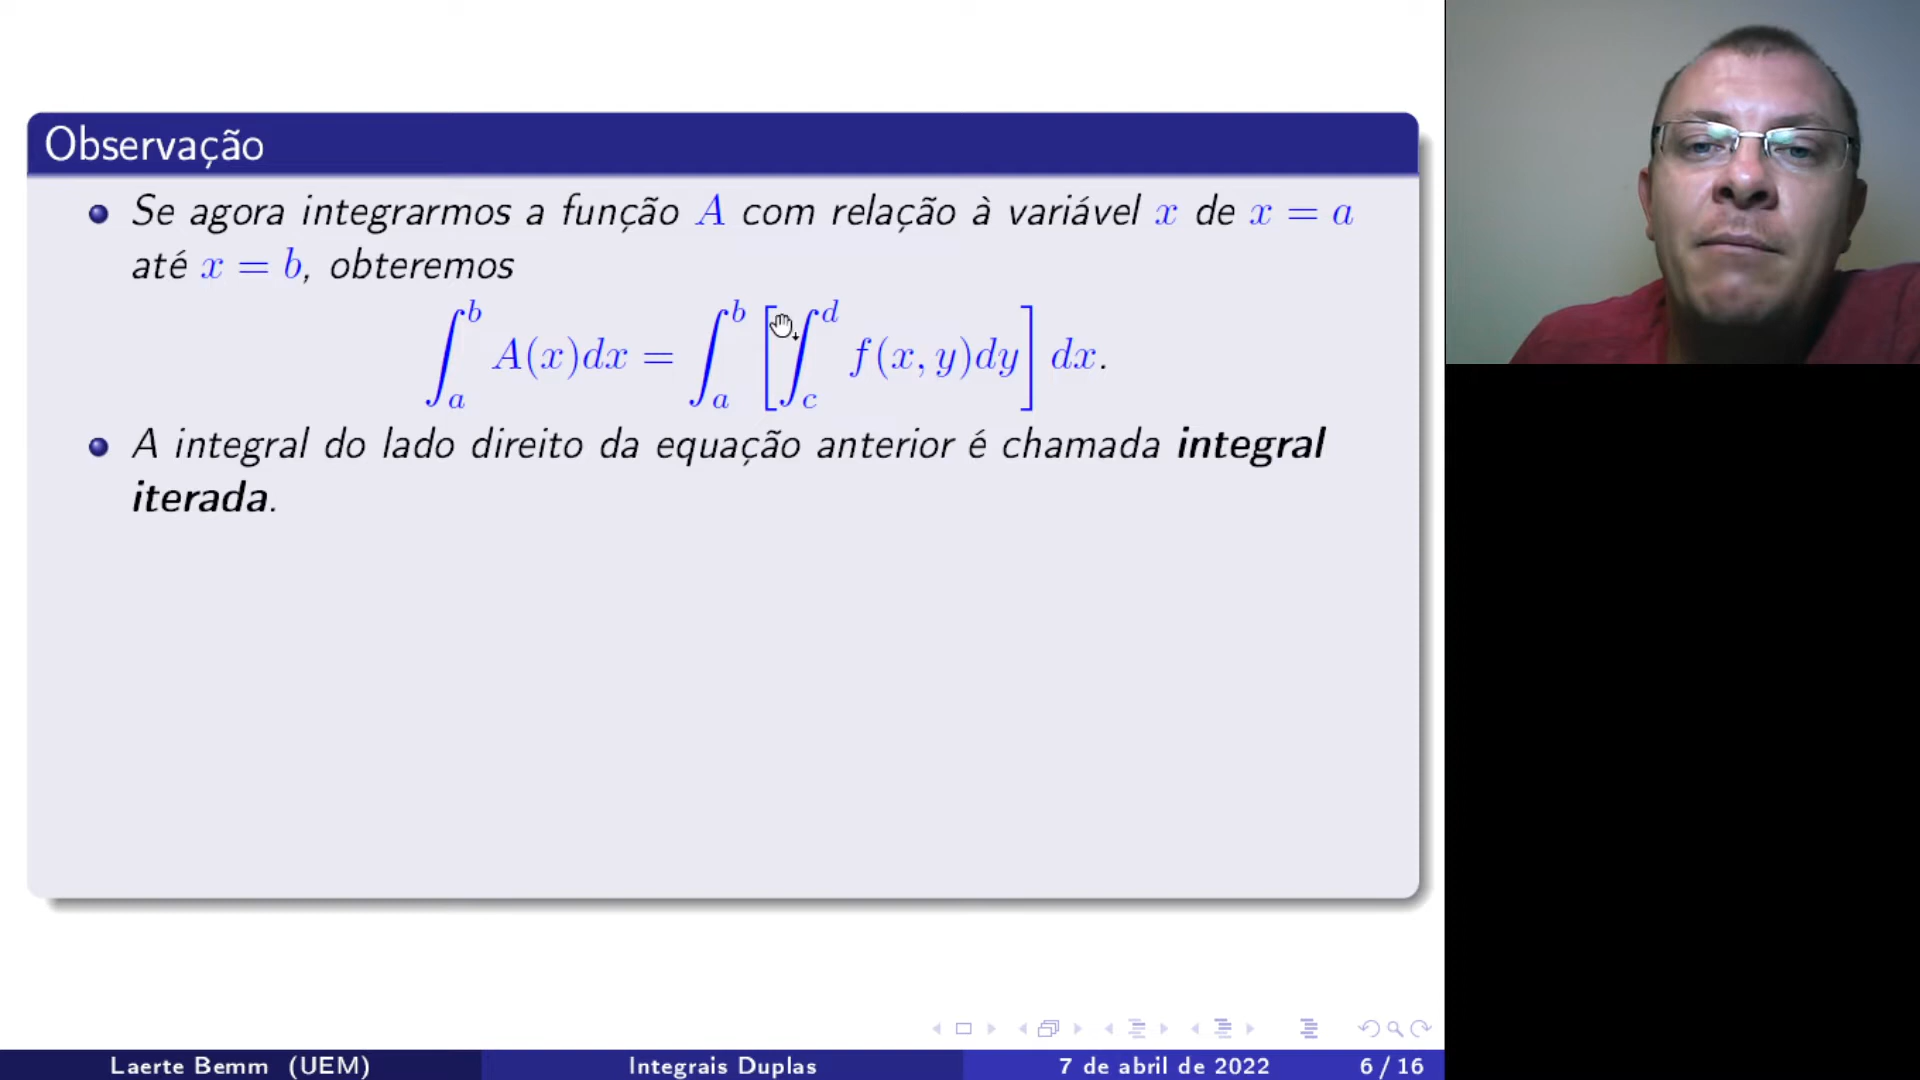 Observação
Se agora integrarmos a função A com relação à variável x de x = a
até x = b, obteremos
∫_a^b A(x)dx = ∫_a^b [∫_c^d f(x, y)dy] dx.
A integral do lado direito da equação anterior é chamada integral
iterada.
Laerte Bemm (UEM) Integrais Duplas 7 de abril de 2022 6 / 16